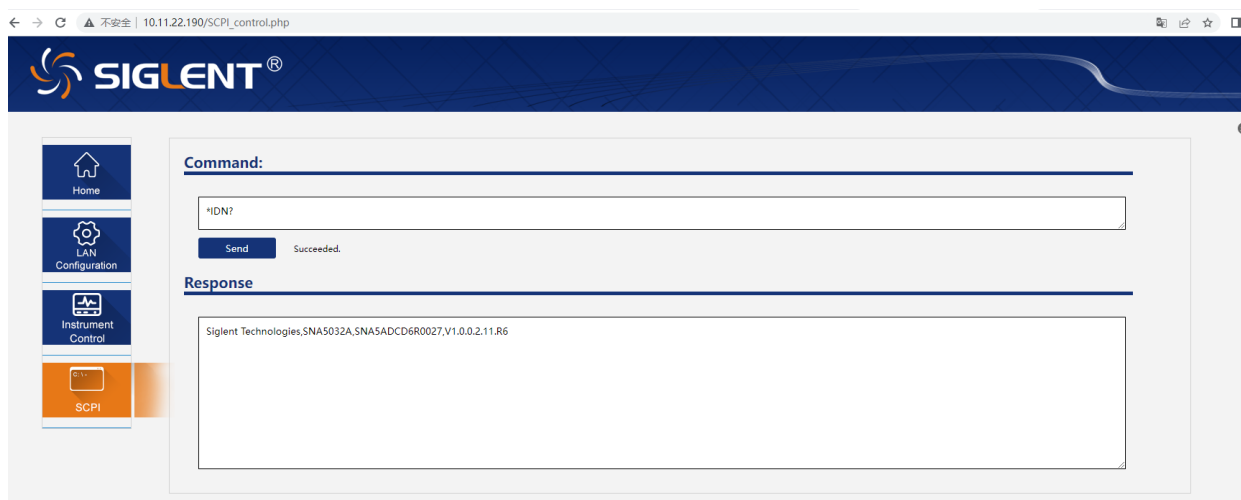 不安全 | 10.11.22.190/SCPI_control.php
SIGLENT®
Home
LAN
Configuration
Instrument
Control
C:\-
SCPI
Command:
*IDN?
Send
Succeeded.
Response
Siglent Technologies,SNA5032A,SNA5ADCD6R0027,V1.0.0.2.11.R6